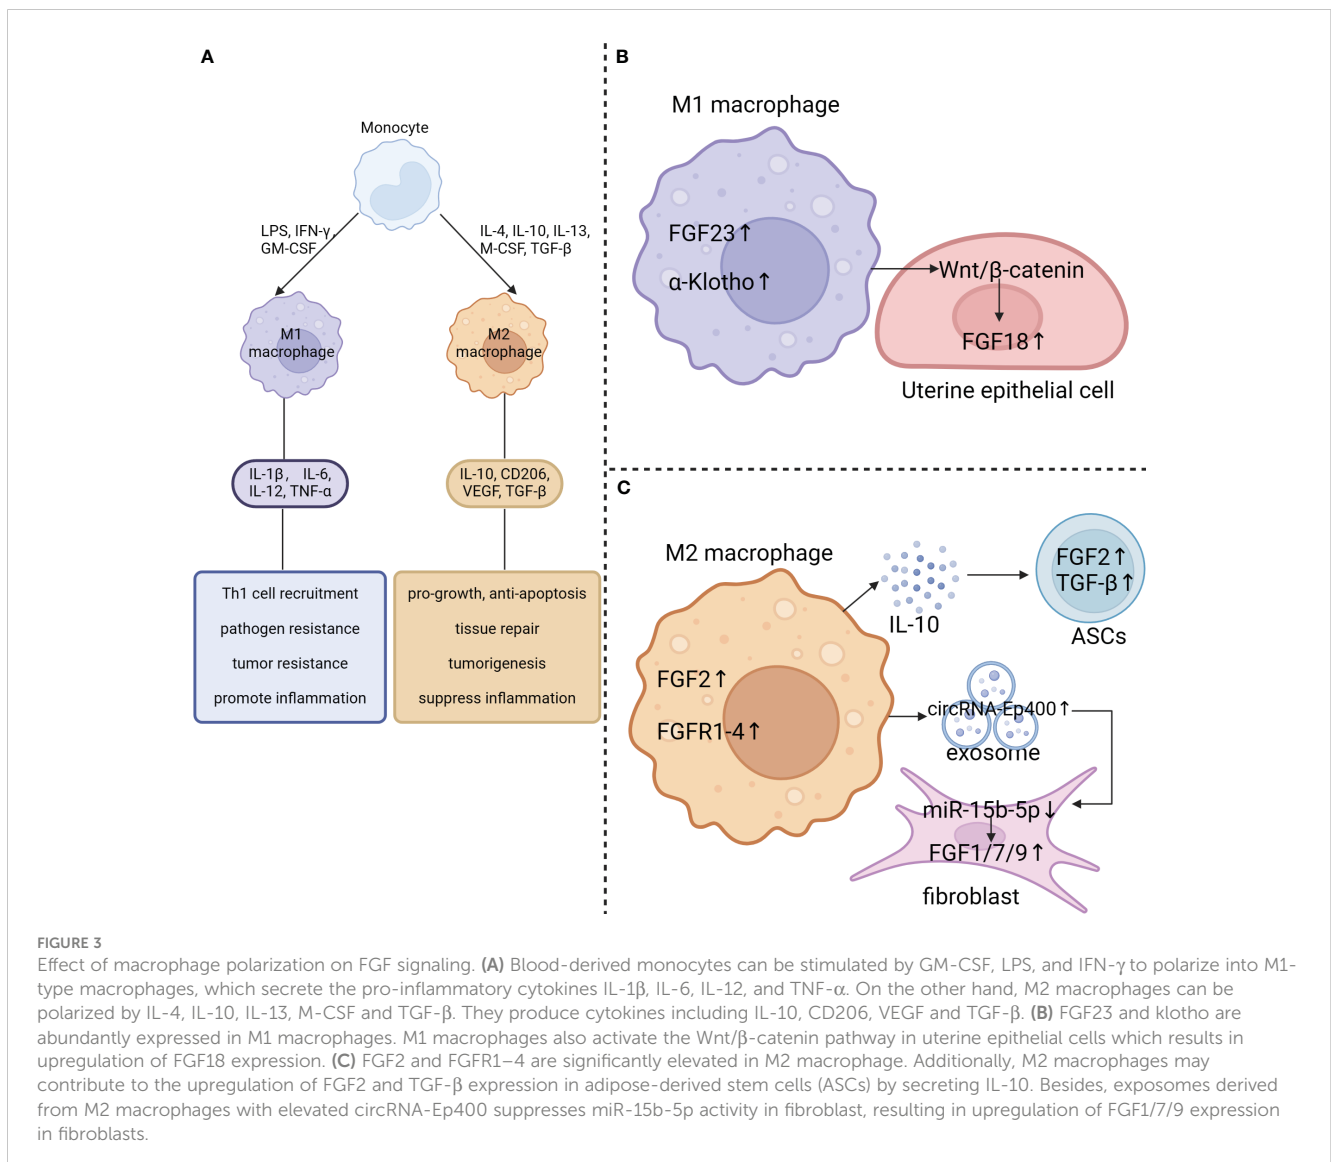 A
Monocyte
LPS, IFN-γ,
GM-CSF
IL-4, IL-10, IL-13,
M-CSF, TGF-β
M1
macrophage
M2
macrophage
IL-1β, IL-6,
IL-12, TNF-α
IL-10, CD206,
VEGF, TGF-β
Th1 cell recruitment
pathogen resistance
tumor resistance
promote inflammation
pro-growth, anti-apoptosis
tissue repair
tumorigenesis
suppress inflammation
B
M1 macrophage
FGF23↑
α-Klotho↑
Wnt/β-catenin
FGF18↑
Uterine epithelial cell
C
M2 macrophage
FGF2↑
FGFR1-4↑
IL-10
FGF2↑
TGF-β↑
ASCs
circRNA-Ep400↑
exosome
miR-15b-5p↓
FGF1/7/9↑
fibroblast
FIGURE 3
Effect of macrophage polarization on FGF signaling. (A) Blood-derived monocytes can be stimulated by GM-CSF, LPS, and IFN-γ to polarize into M1-
type macrophages, which secrete the pro-inflammatory cytokines IL-1β, IL-6, IL-12, and TNF-α. On the other hand, M2 macrophages can be
polarized by IL-4, IL-10, IL-13, M-CSF and TGF-β. They produce cytokines including IL-10, CD206, VEGF and TGF-β. (B) FGF23 and klotho are
abundantly expressed in M1 macrophages. M1 macrophages also activate the Wnt/β-catenin pathway in uterine epithelial cells which results in
upregulation of FGF18 expression. (C) FGF2 and FGFR1–4 are significantly elevated in M2 macrophage. Additionally, M2 macrophages may
contribute to the upregulation of FGF2 and TGF-β expression in adipose-derived stem cells (ASCs) by secreting IL-10. Besides, exposomes derived
from M2 macrophages with elevated circRNA-Ep400 suppresses miR-15b-5p activity in fibroblast, resulting in upregulation of FGF1/7/9 expression
in fibroblasts.